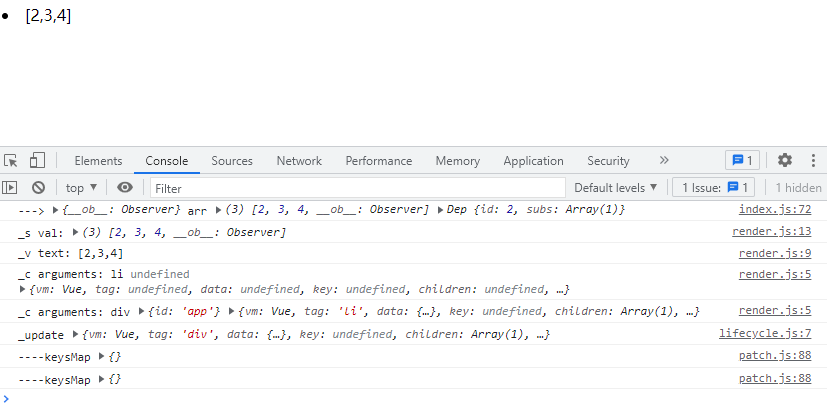 [2,3,4]
Elements Console Sources Network Performance Memory Application Security » 1
top ▼ Filter Default levels ▼ 1 Issue: 1 1 hidden
---> ▶{__ob__: Observer} arr ▶(3) [2, 3, 4, __ob__: Observer] ▶Dep {id: 2, subs: Array(1)} index.js:72
_s val: ▶(3) [2, 3, 4, __ob__: Observer] render.js:13
_v text: [2,3,4] render.js:9
_c arguments: li undefined render.js:5
▶{vm: Vue, tag: undefined, data: undefined, key: undefined, children: undefined, …}
_c arguments: div ▶{id: 'app'} ▶{vm: Vue, tag: 'li', data: {…}, key: undefined, children: Array(1), …} render.js:5
_update ▶{vm: Vue, tag: 'div', data: {…}, key: undefined, children: Array(1), …} lifecycle.js:7
----keysMap ▶{} patch.js:88
----keysMap ▶{} patch.js:88